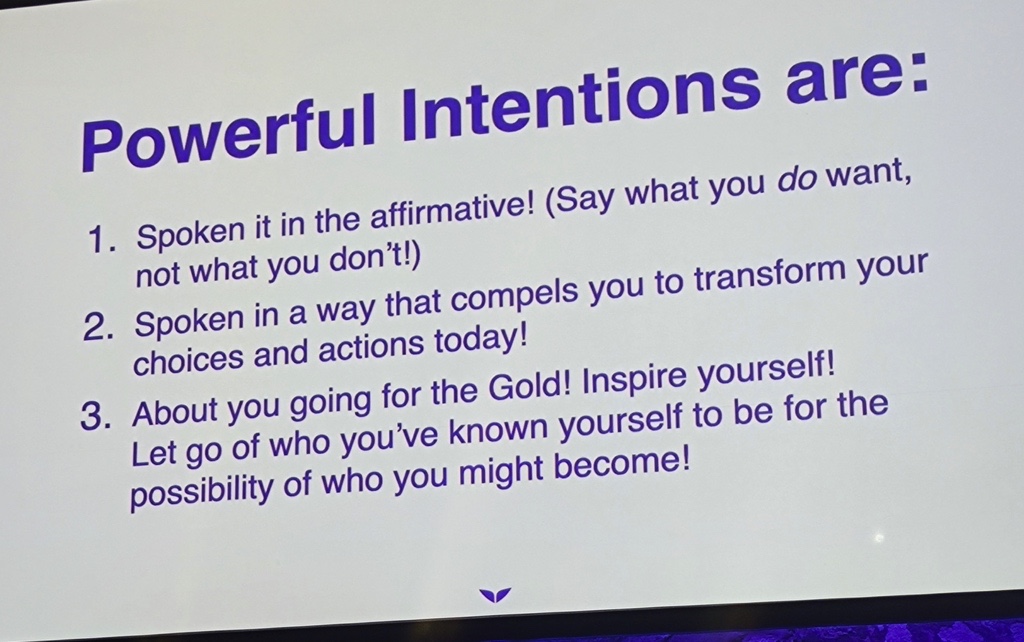 Powerful Intentions are:
1. Spoken it in the affirmative! (Say what you do want,
not what you don't!)
2. Spoken in a way that compels you to transform your
choices and actions today!
3. About you going for the Gold! Inspire yourself!
Let go of who you've known yourself to be for the
possibility of who you might become!